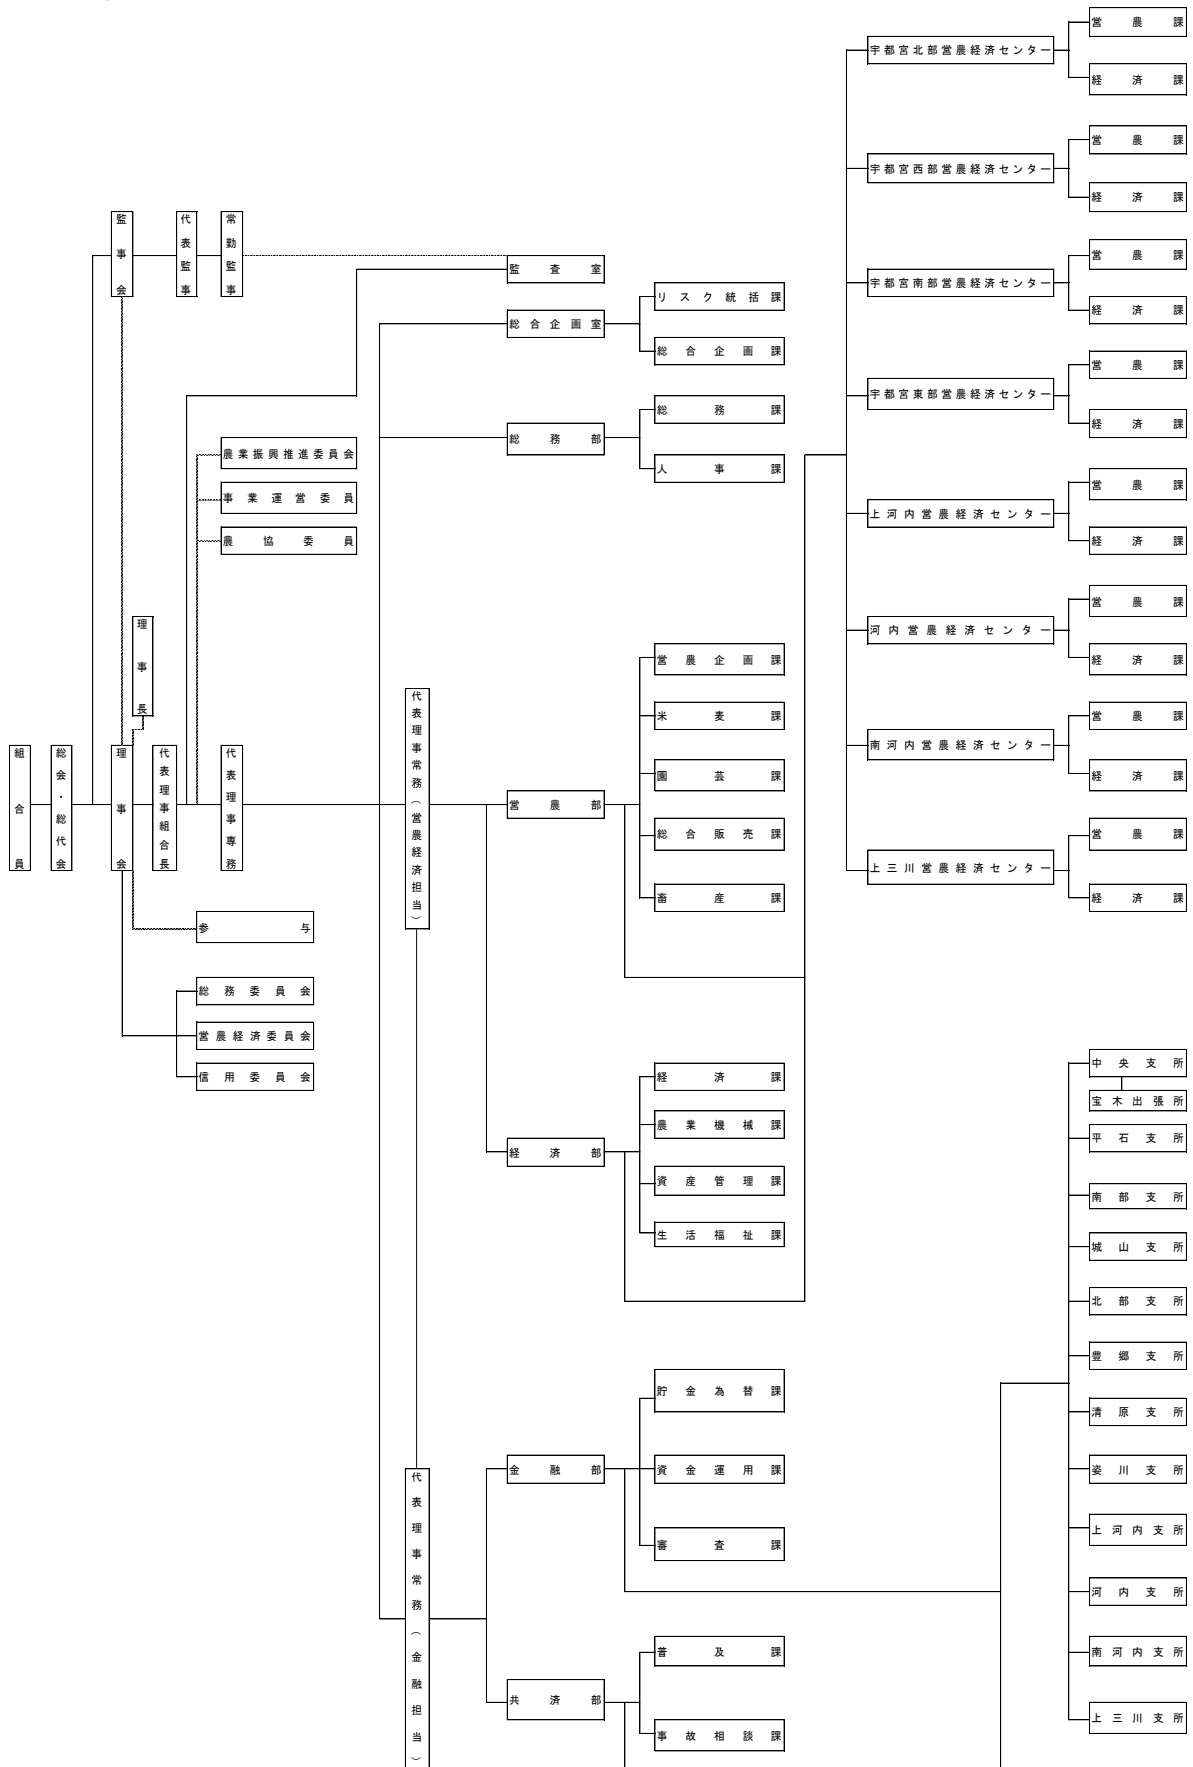 組合員
総会・総代会
監事会
代表監事
常勤監事
理事長
理事会
代表理事組合長
代表理事専務
農業振興推進委員会
事業運営委員
農協委員
参与
総務委員会
営農経済委員会
信用委員会
監査室
総合企画室
リスク統括課
総合企画課
総務部
総務課
人事課
代表理事常務（営農経済担当）
営農部
営農企画課
米麦課
園芸課
総合販売課
畜産課
経済部
経済課
農業機械課
資産管理課
生活福祉課
代表理事常務（金融担当）
金融部
貯金為替課
資金運用課
審査課
共済部
普及課
事故相談課
宇都宮北部営農経済センター
営農課
経済課
宇都宮西部営農経済センター
営農課
経済課
宇都宮南部営農経済センター
営農課
経済課
宇都宮東部営農経済センター
営農課
経済課
上河内営農経済センター
営農課
経済課
河内営農経済センター
営農課
経済課
南河内営農経済センター
営農課
経済課
上三川営農経済センター
営農課
経済課
中央支所
宝木出張所
平石支所
南部支所
城山支所
北部支所
豊郷支所
清原支所
姿川支所
上河内支所
河内支所
南河内支所
上三川支所